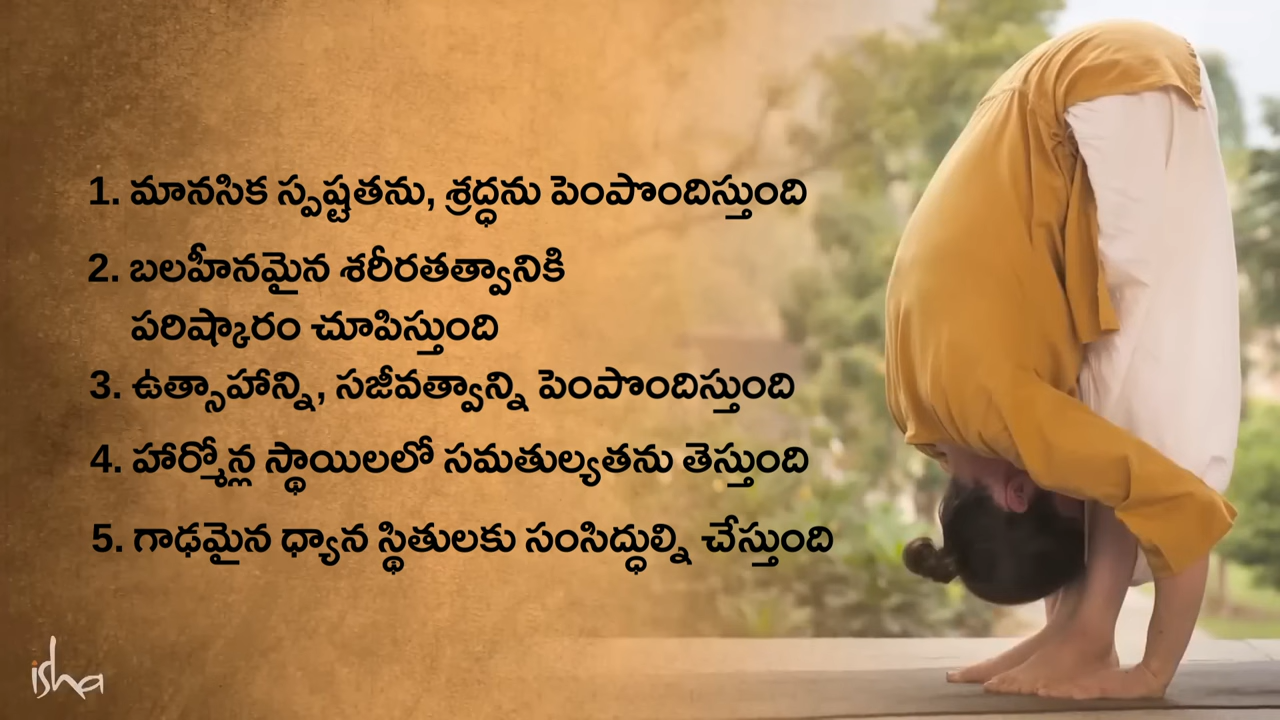 1. మానసిక స్పష్టతను, శ్రద్ధను పెంపొందిస్తుంది
2. బలహీనమైన శరీరతత్వానికి
పరిష్కారం చూపిస్తుంది
3. ఉత్సాహాన్ని, సజీవత్వాన్ని పెంపొందిస్తుంది
4. హార్మోన్ల స్థాయిలలో సమతుల్యతను తెస్తుంది
5. గాఢమైన ధ్యాన స్థితులకు సంసిద్ధుల్ని చేస్తుంది
isha